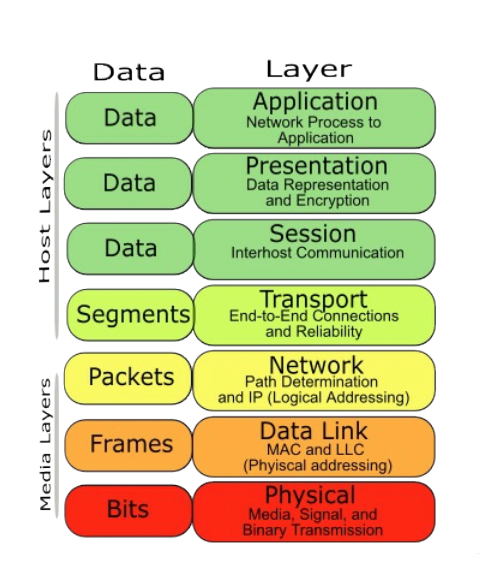 Data Layer
Host Layers
Data Application
Network Process to
Application
Data Presentation
Data Representation
and Encryption
Data Session
Interhost Communication
Segments Transport
End-to-End Connections
and Reliability
Media Layers
Packets Network
Path Determination
and IP (Logical Addressing)
Frames Data Link
MAC and LLC
(Phyiscal addressing)
Bits Physical
Media, Signal, and
Binary Transmission